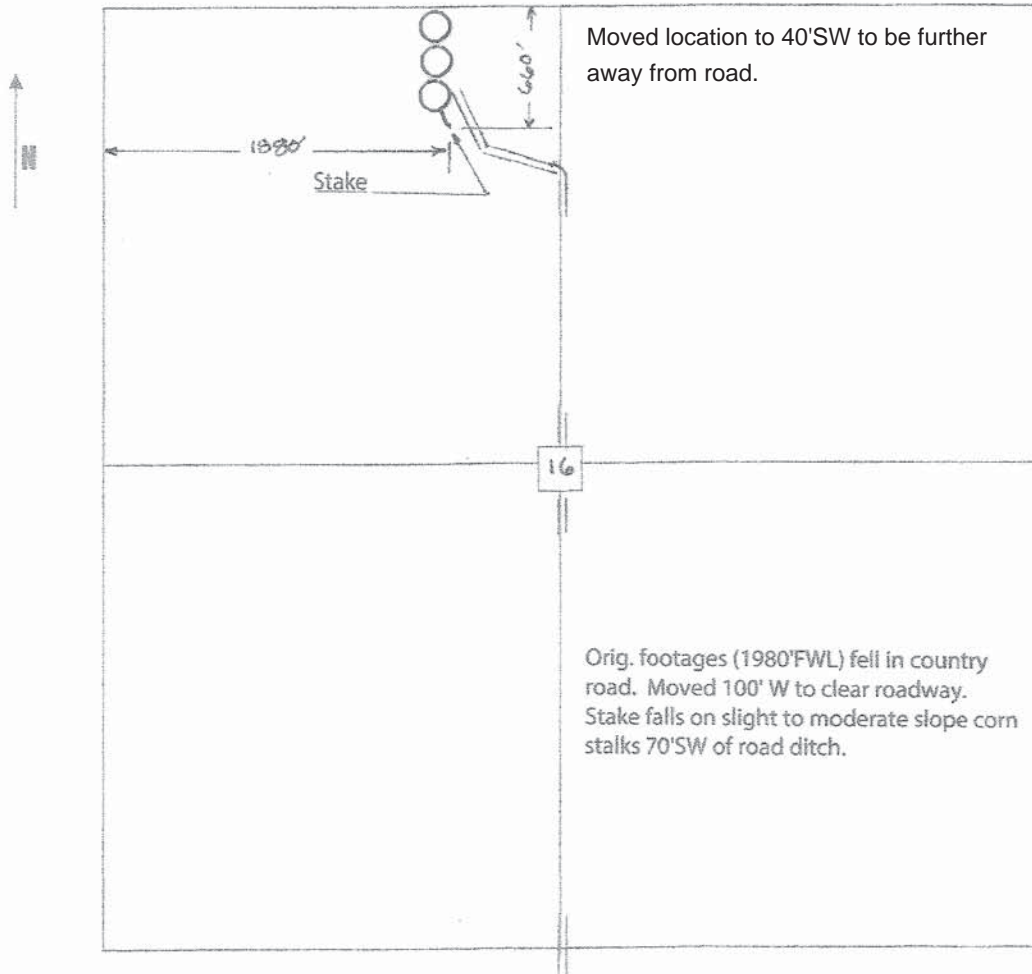 Moved location to 40'SW to be further
away from road.
660'
N
1880'
Stake
16
Orig. footages (1980'FWL) fell in country
road. Moved 100' W to clear roadway.
Stake falls on slight to moderate slope corn
stalks 70'SW of road ditch.